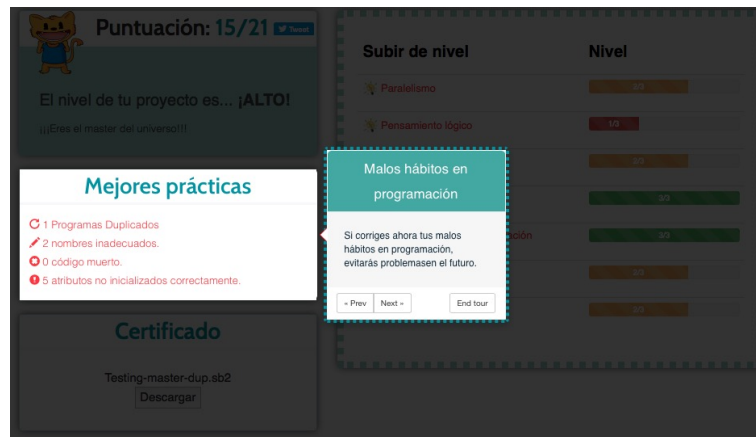 Puntuación: 15/21 Tweet
El nivel de tu proyecto es... ¡ALTO!
¡¡¡Eres el master del universo!!!
Mejores prácticas
1 Programas Duplicados
2 nombres inadecuados.
0 código muerto.
5 atributos no inicializados correctamente.
Certificado
Testing-master-dup.sb2
Descargar
Malos hábitos en
programación
Si corriges ahora tus malos
hábitos en programación,
evitarás problemasen el futuro.
« Prev Next » End tour
Subir de nivel Nivel
Paralelismo 2/3
Pensamiento lógico 1/3
2/3
3/3
3/3
2/3
2/3